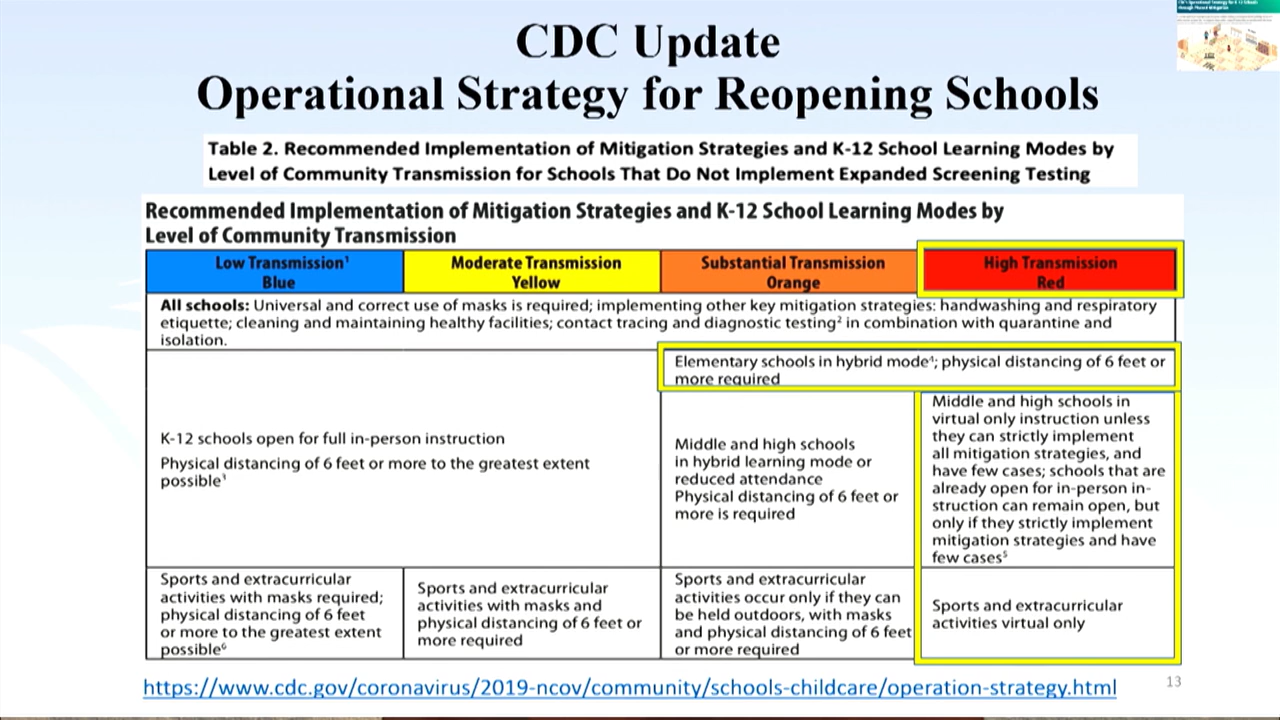 CDC's Operational Strategy for K-12 Schools
through Phased Mitigation
CDC Update
Operational Strategy for Reopening Schools
Table 2. Recommended Implementation of Mitigation Strategies and K-12 School Learning Modes by
Level of Community Transmission for Schools That Do Not Implement Expanded Screening Testing
Recommended Implementation of Mitigation Strategies and K-12 School Learning Modes by
Level of Community Transmission
Low Transmission¹
Blue
Moderate Transmission
Yellow
Substantial Transmission
Orange
High Transmission
Red
All schools: Universal and correct use of masks is required; implementing other key mitigation strategies: handwashing and respiratory
etiquette; cleaning and maintaining healthy facilities; contact tracing and diagnostic testing² in combination with quarantine and
isolation.
Elementary schools in hybrid mode⁴; physical distancing of 6 feet or
more required
K-12 schools open for full in-person instruction
Physical distancing of 6 feet or more to the greatest extent
possible³
Middle and high schools
in hybrid learning mode or
reduced attendance
Physical distancing of 6 feet or
more is required
Middle and high schools in
virtual only instruction unless
they can strictly implement
all mitigation strategies, and
have few cases; schools that are
already open for in-person in-
struction can remain open, but
only if they strictly implement
mitigation strategies and have
few cases⁵
Sports and extracurricular
activities with masks required;
physical distancing of 6 feet
or more to the greatest extent
possible⁶
Sports and extracurricular
activities with masks and
physical distancing of 6 feet or
more required
Sports and extracurricular
activities occur only if they can
be held outdoors, with masks
and physical distancing of 6 feet
or more required
Sports and extracurricular
activities virtual only
https://www.cdc.gov/coronavirus/2019-ncov/community/schools-childcare/operation-strategy.html
13